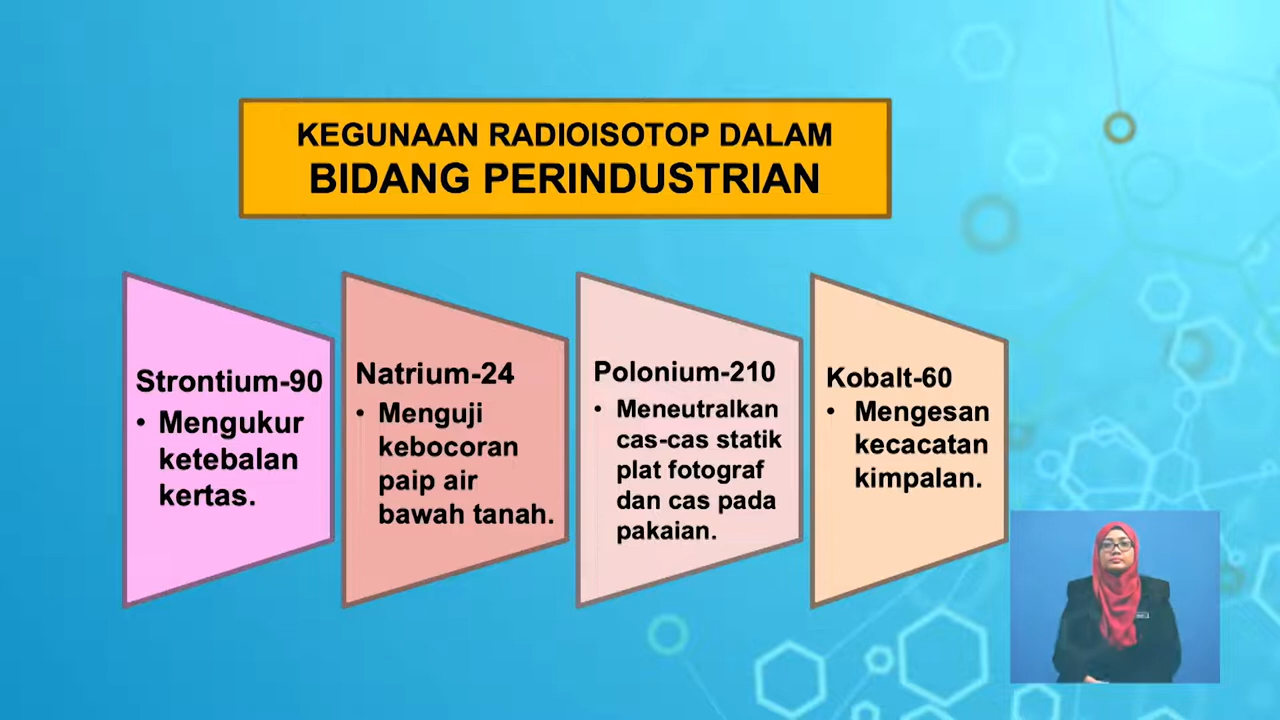 KEGUNAAN RADIOISOTOP DALAM
BIDANG PERINDUSTRIAN
Strontium-90
• Mengukur
ketebalan
kertas.
Natrium-24
• Menguji
kebocoran
paip air
bawah tanah.
Polonium-210
• Meneutralkan
cas-cas statik
plat fotograf
dan cas pada
pakaian.
Kobalt-60
• Mengesan
kecacatan
kimpalan.